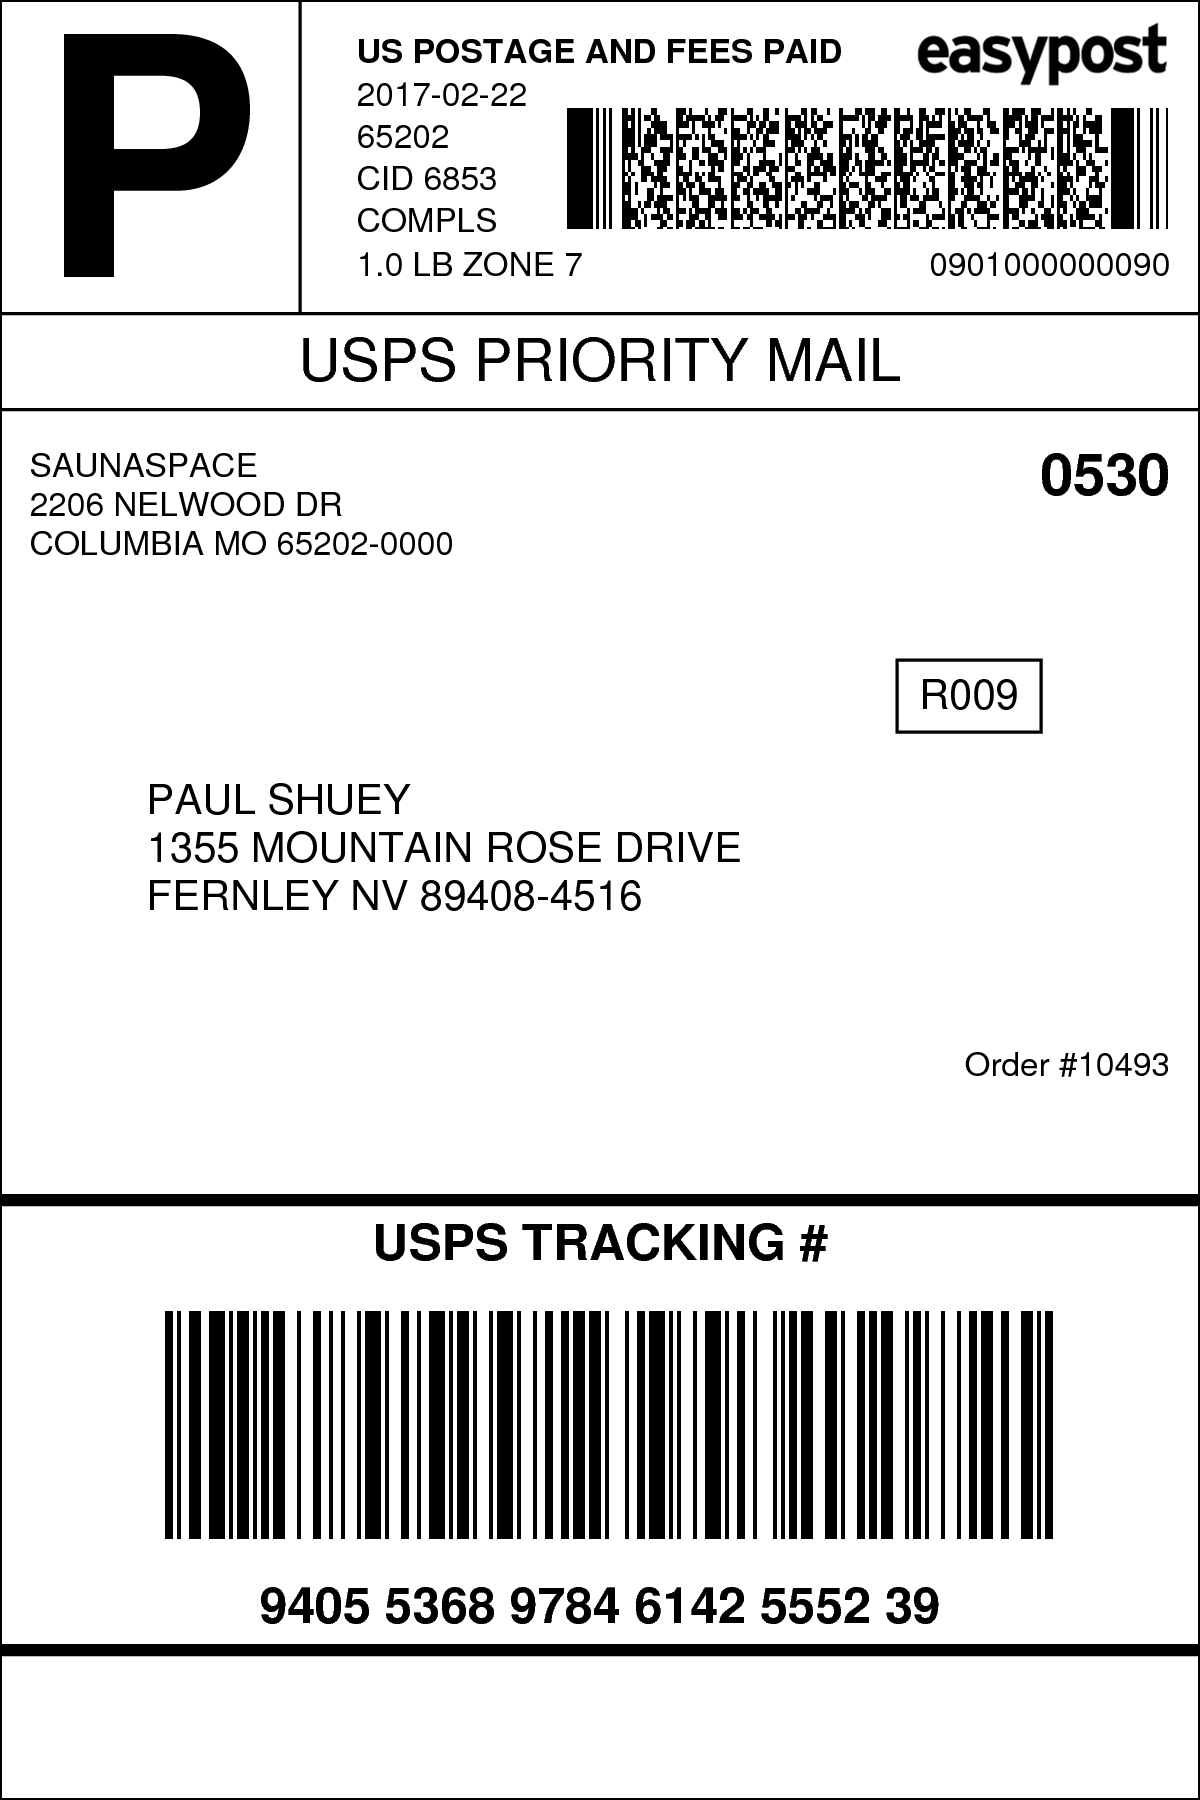 P
US POSTAGE AND FEES PAID
easypost
2017-02-22
65202
CID 6853
COMPLS
1.0 LB ZONE 7
0901000000090
USPS PRIORITY MAIL
SAUNASPACE
2206 NELWOOD DR
COLUMBIA MO 65202-0000
0530
R009
PAUL SHUEY
1355 MOUNTAIN ROSE DRIVE
FERNLEY NV 89408-4516
Order #10493
USPS TRACKING #
9405 5368 9784 6142 5552 39